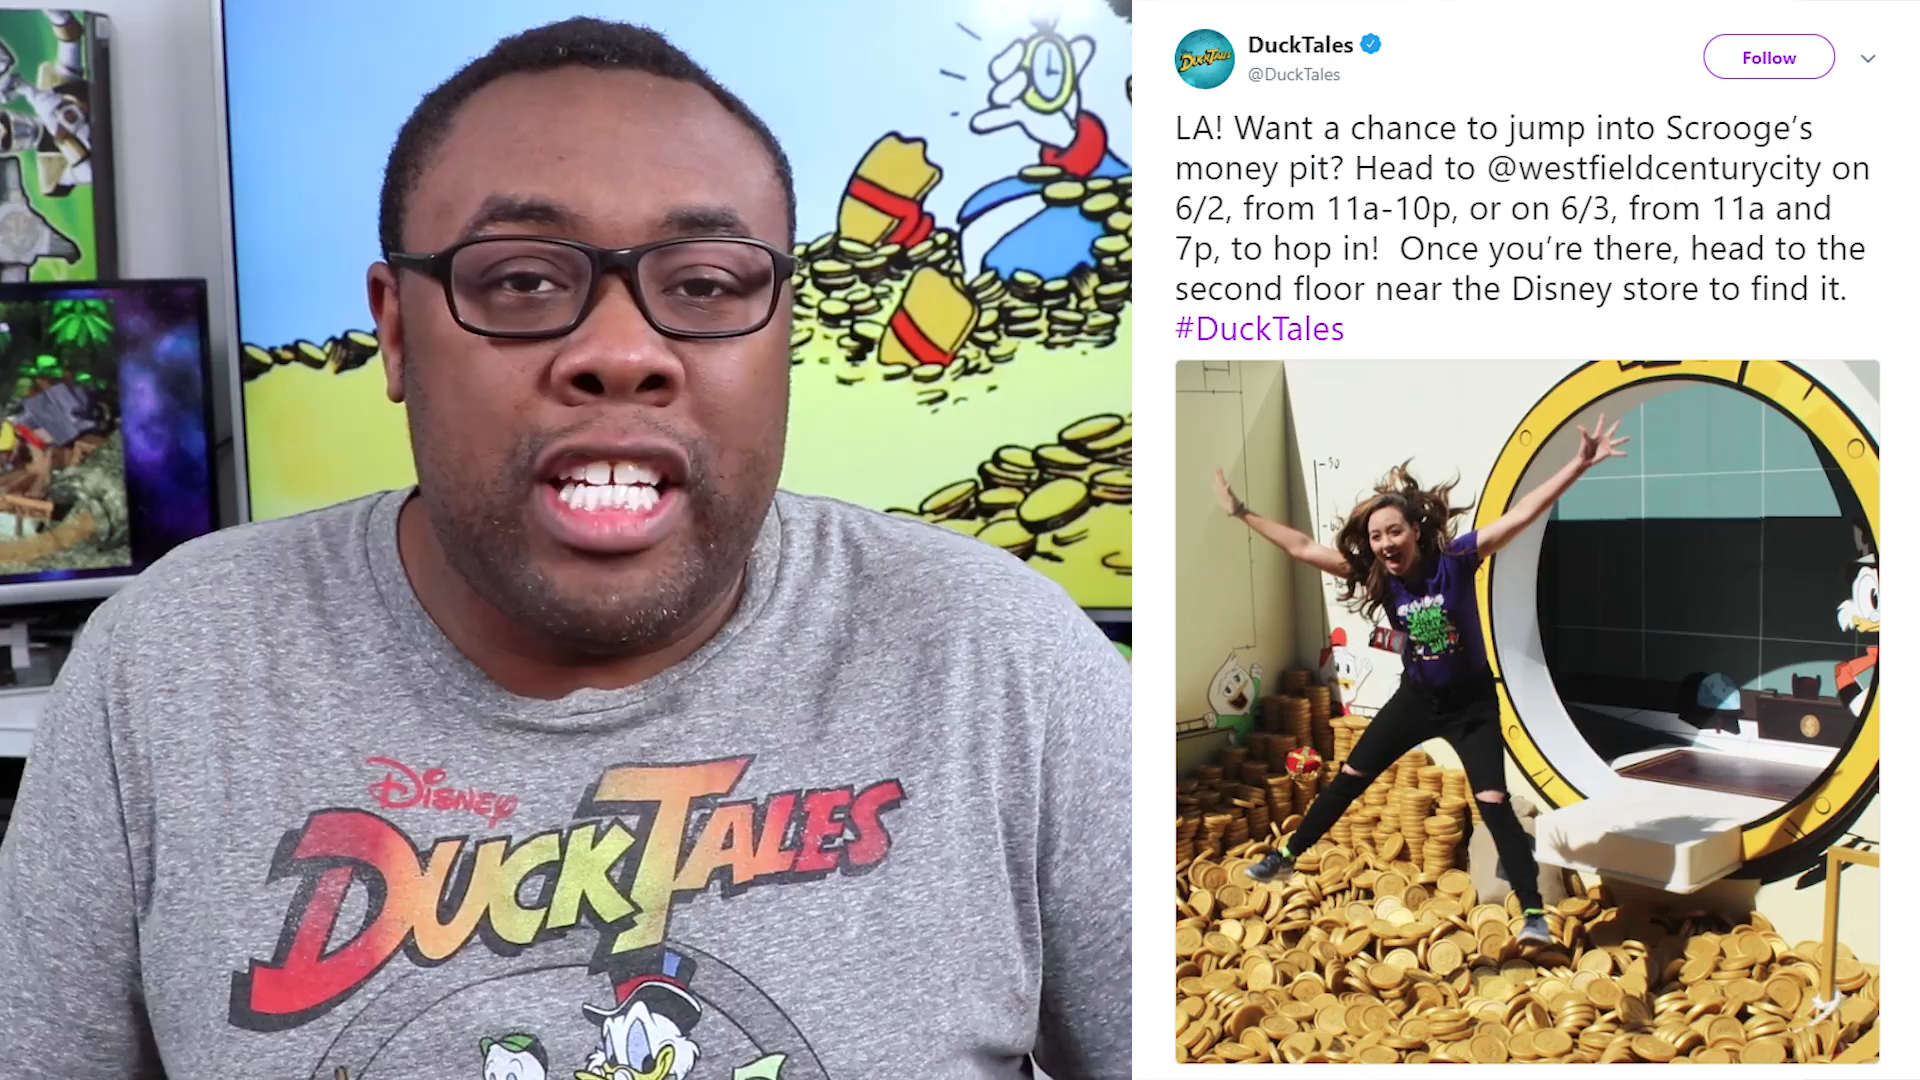 DuckTales
@DuckTales
Follow
LA! Want a chance to jump into Scrooge’s
money pit? Head to @westfieldcenturycity on
6/2, from 11a-10p, or on 6/3, from 11a and
7p, to hop in!  Once you’re there, head to the
second floor near the Disney store to find it.
#DuckTales
DISNEY
DUCKTALES